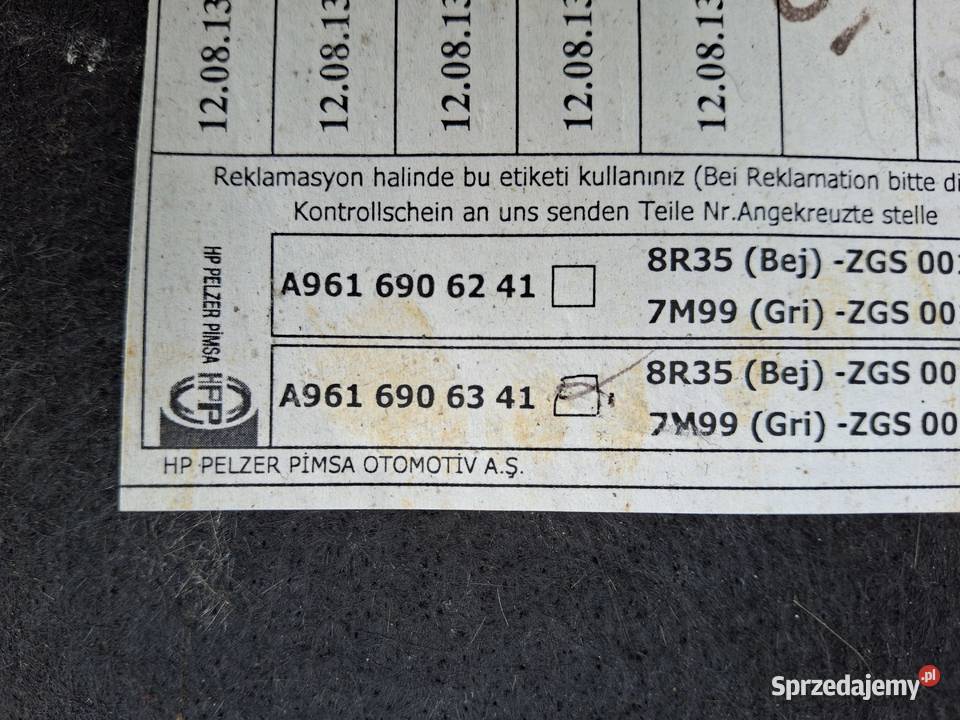 12.08.13 12.08.13 12.08.13 12.08.13 12.08.13
Reklamasyon halinde bu etiketi kullanınız (Bei Reklamation bitte di
Kontrollschein an uns senden Teile Nr.Angekreuzte stelle
A961 690 62 41
8R35 (Bej) -ZGS 00
7M99 (Gri) -ZGS 00
A961 690 63 41
8R35 (Bej) -ZGS 00
7M99 (Gri) -ZGS 00
HP PELZER PİMSA
HPP
HP PELZER PİMSA OTOMOTİV A.Ş.
Sprzedajemy.pl